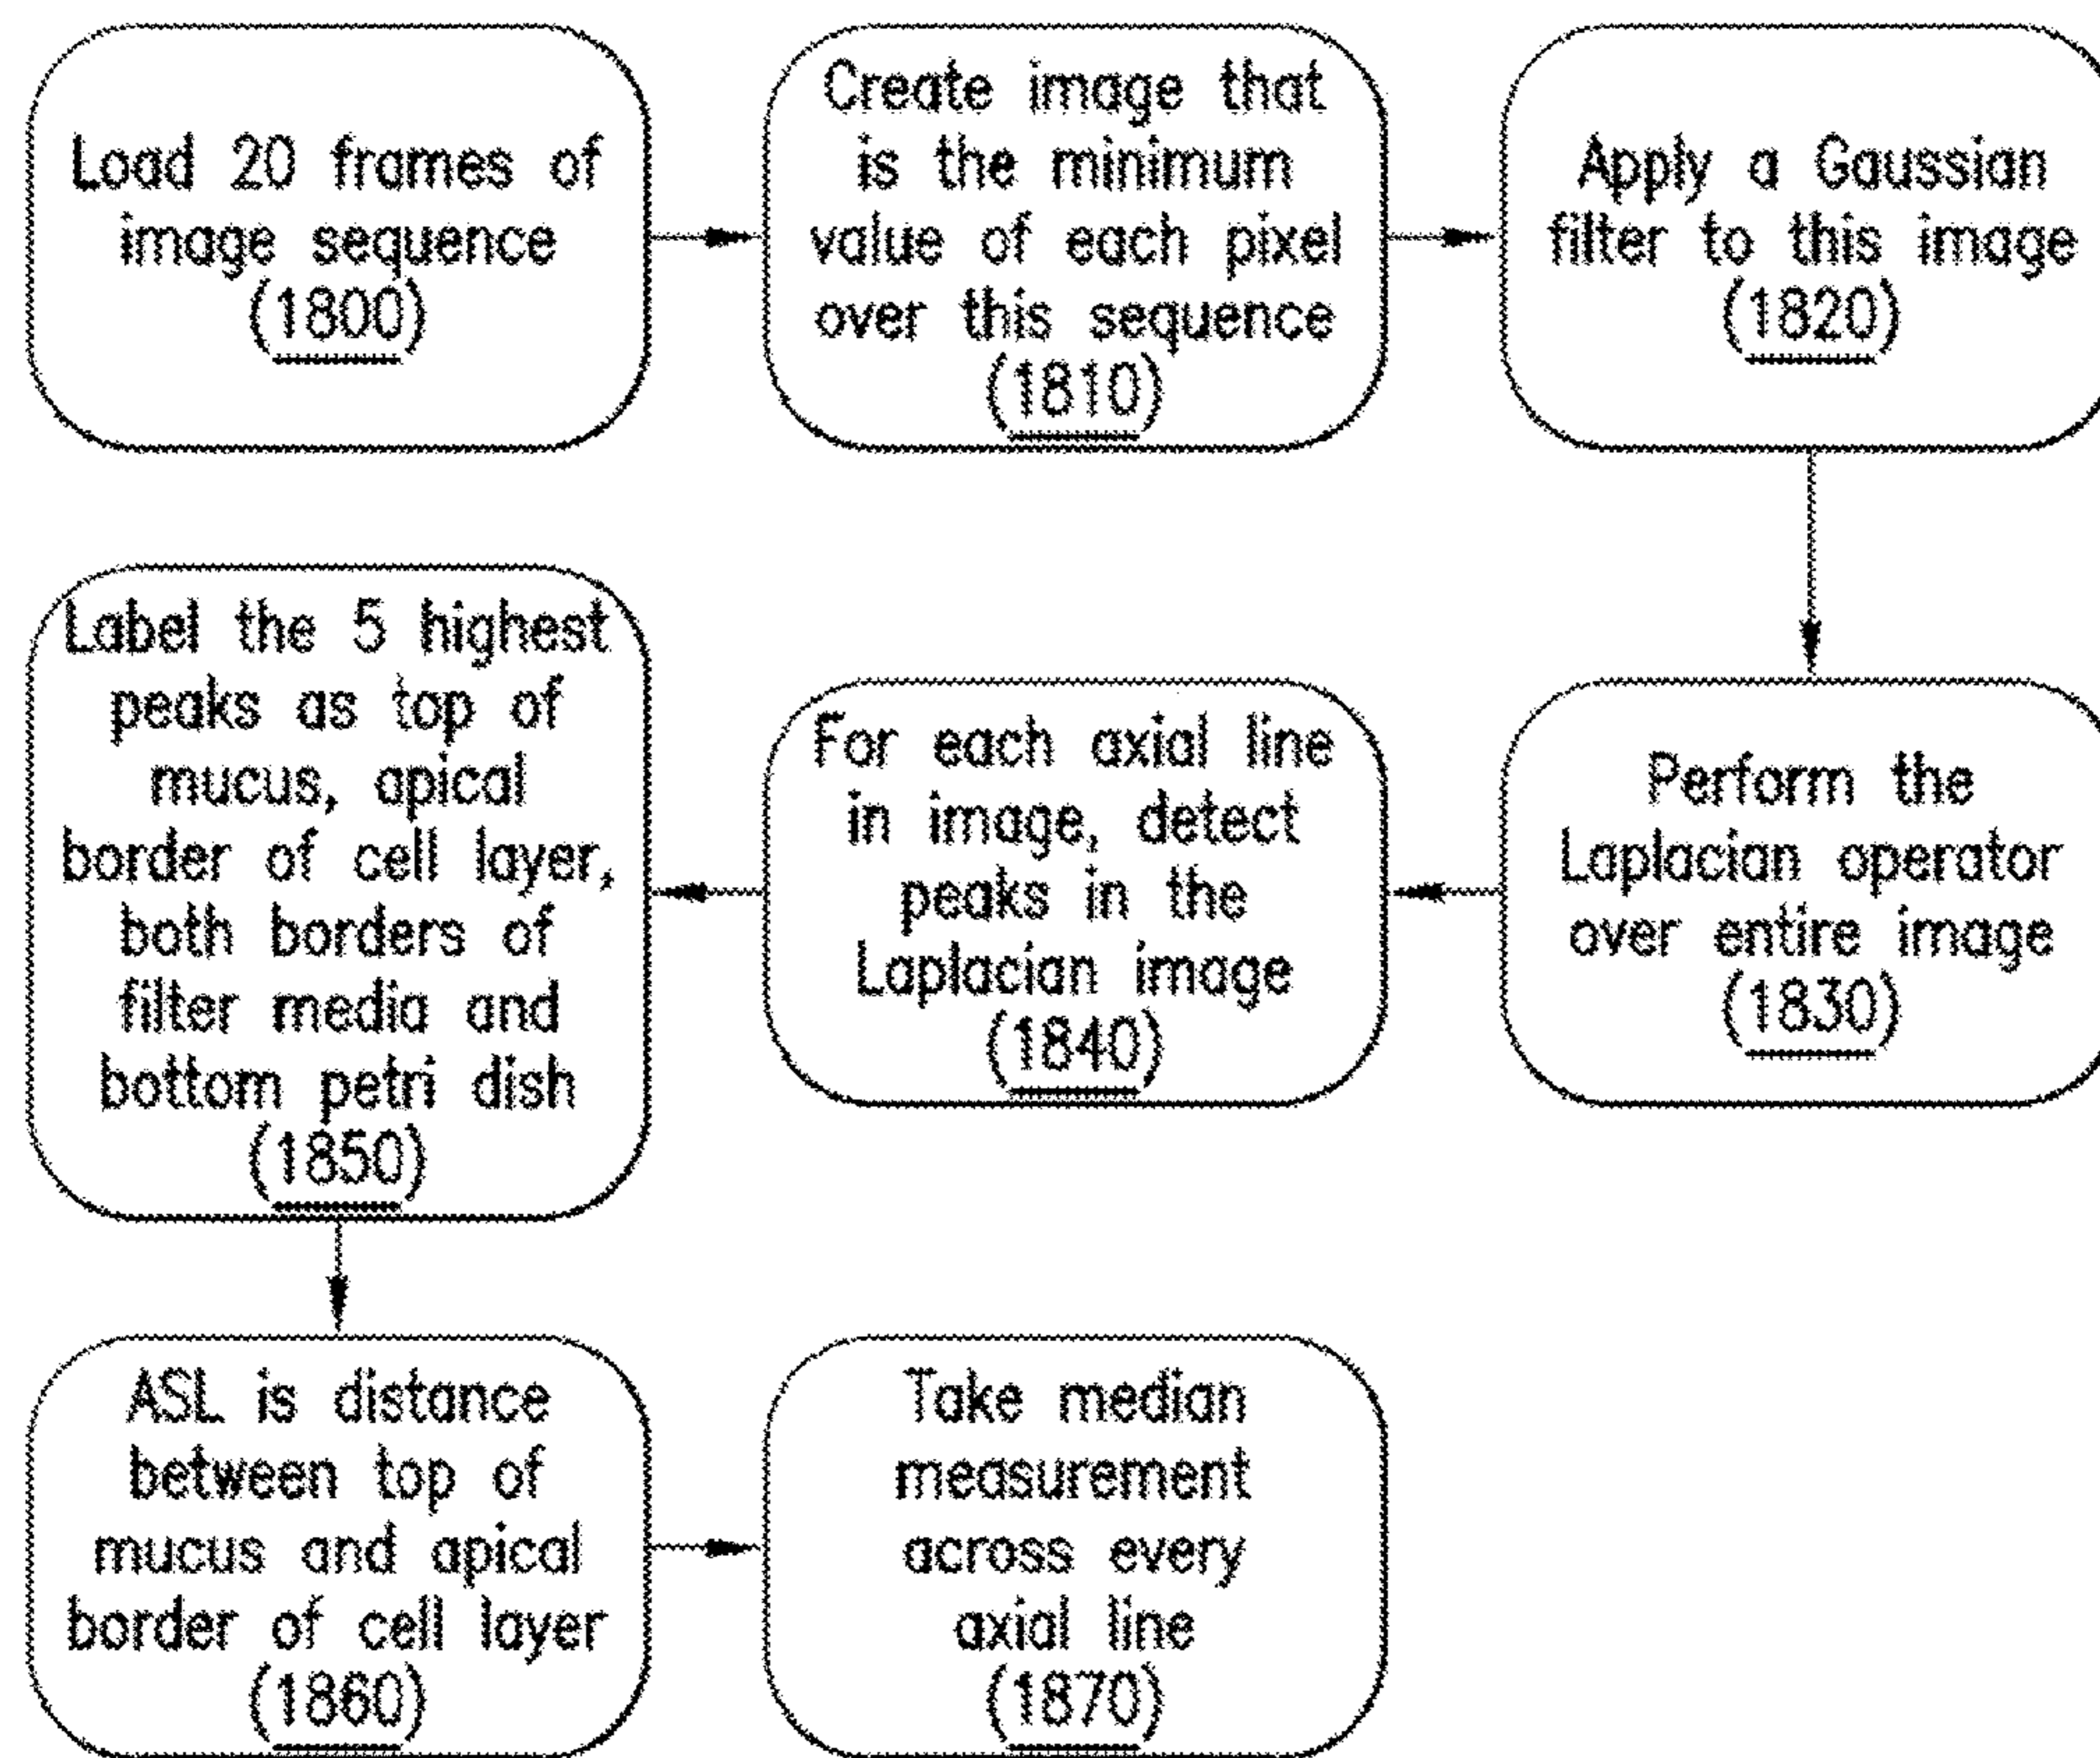 Load 20 frames of
image sequence
(1800)
Create image that
is the minimum
value of each pixel
over this sequence
(1810)
Apply a Gaussian
filter to this image
(1820)
Perform the
Laplacian operator
over entire image
(1830)
For each axial line
in image, detect
peaks in the
Laplacian image
(1840)
Label the 5 highest
peaks as top of
mucus, apical
border of cell layer,
both borders of
filter media and
bottom petri dish
(1850)
ASL is distance
between top of
mucus and apical
border of cell layer
(1860)
Take median
measurement
across every
axial line
(1870)